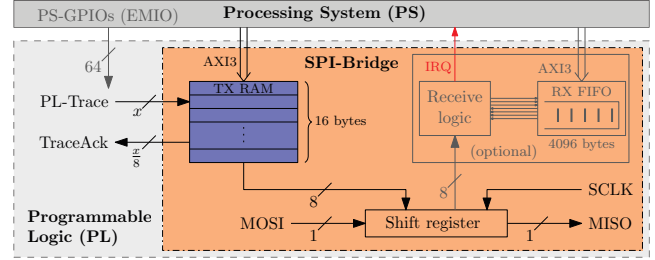 PS-GPIOs (EMIO)
Processing System (PS)
64
AXI3
SPI-Bridge
IRQ
AXI3
TX RAM
RX FIFO
PL-Trace
x
16 bytes
Receive
logic
TraceAck
x
8
4096 bytes
(optional)
8
8
SCLK
Programmable
Logic (PL)
MOSI
1
Shift register
1
MISO